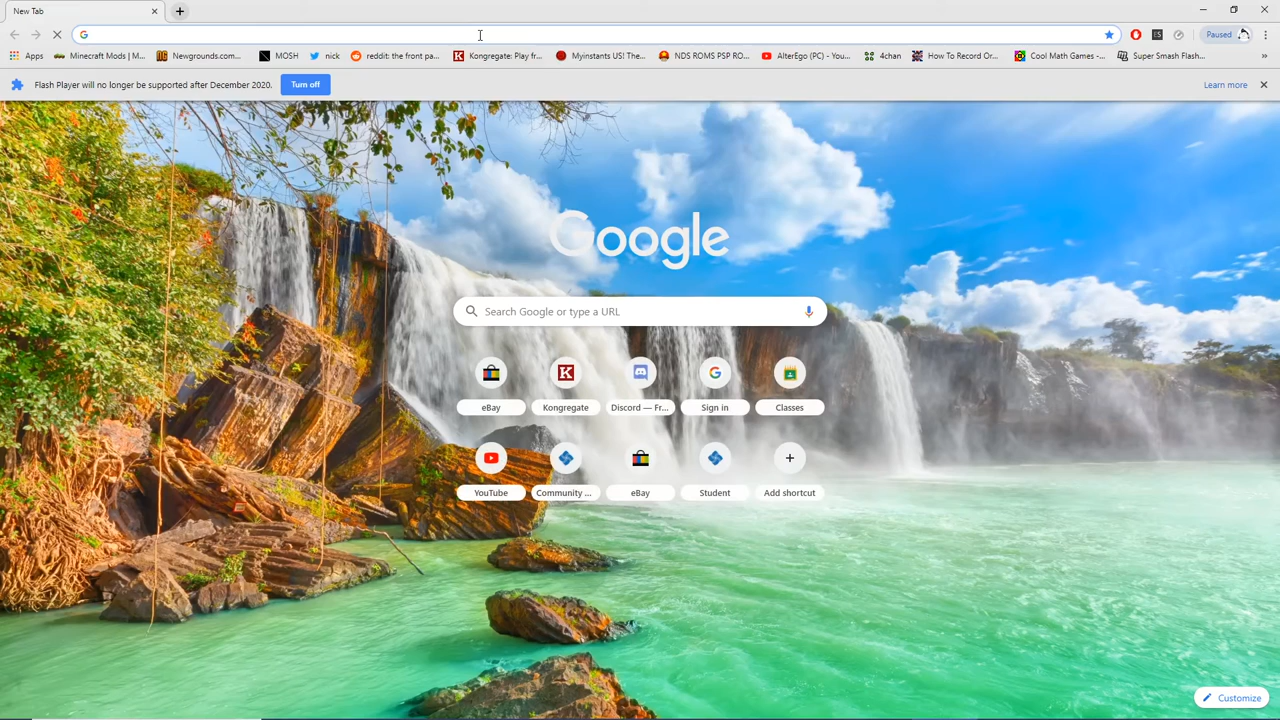 New Tab
Apps Minecraft Mods | M... Newgrounds.com... MOSH nick reddit: the front pa... Kongregate: Play fr... Myinstants US! The... NDS ROMS PSP RO... AlterEgo (PC) - You... 4chan How To Record Or... Cool Math Games -... Super Smash Flash... »
Paused
Flash Player will no longer be supported after December 2020. Turn off Learn more
Google
Search Google or type a URL
eBay Kongregate Discord — Fr... Sign in Classes
YouTube Community ... eBay Student Add shortcut
Customize